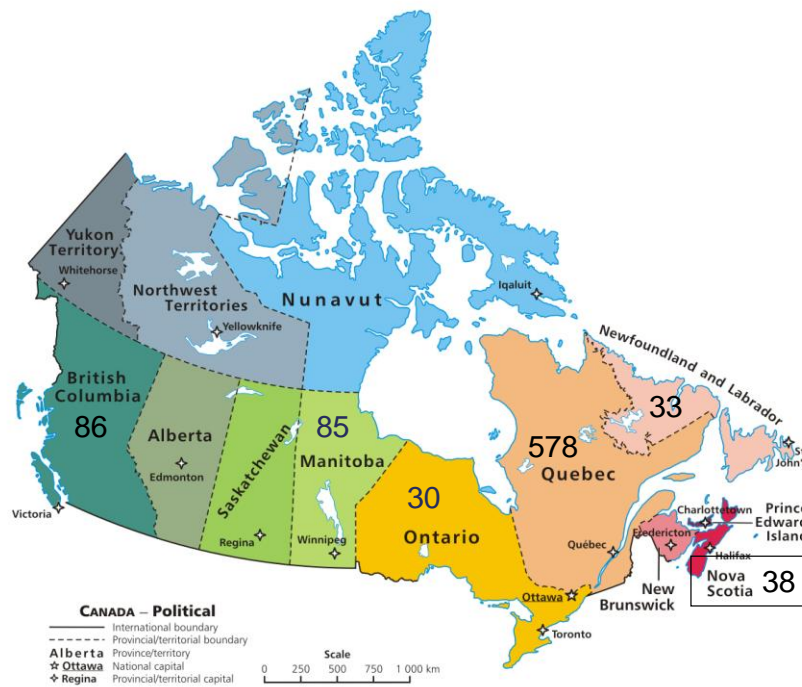 Yukon
Territory
Whitehorse
Northwest
Territories
Yellowknife
Nunavut
Iqaluit
Newfoundland and Labrador
British
Columbia
86
Alberta
Edmonton
Saskatchewan
85
Manitoba
30
Ontario
578
Quebec
33
John'
Victoria
Regina
Winnipeg
Québec
Charlottetown
Prince
Edward
Island
Fredericton
Halifax
New
Brunswick
Nova
Scotia
38
Ottawa
Toronto
CANADA – Political
International boundary
Provincial/territorial boundary
Alberta Province/territory
Ottawa National capital
Regina Provincial/territorial capital
Scale
0 250 500 750 1 000 km